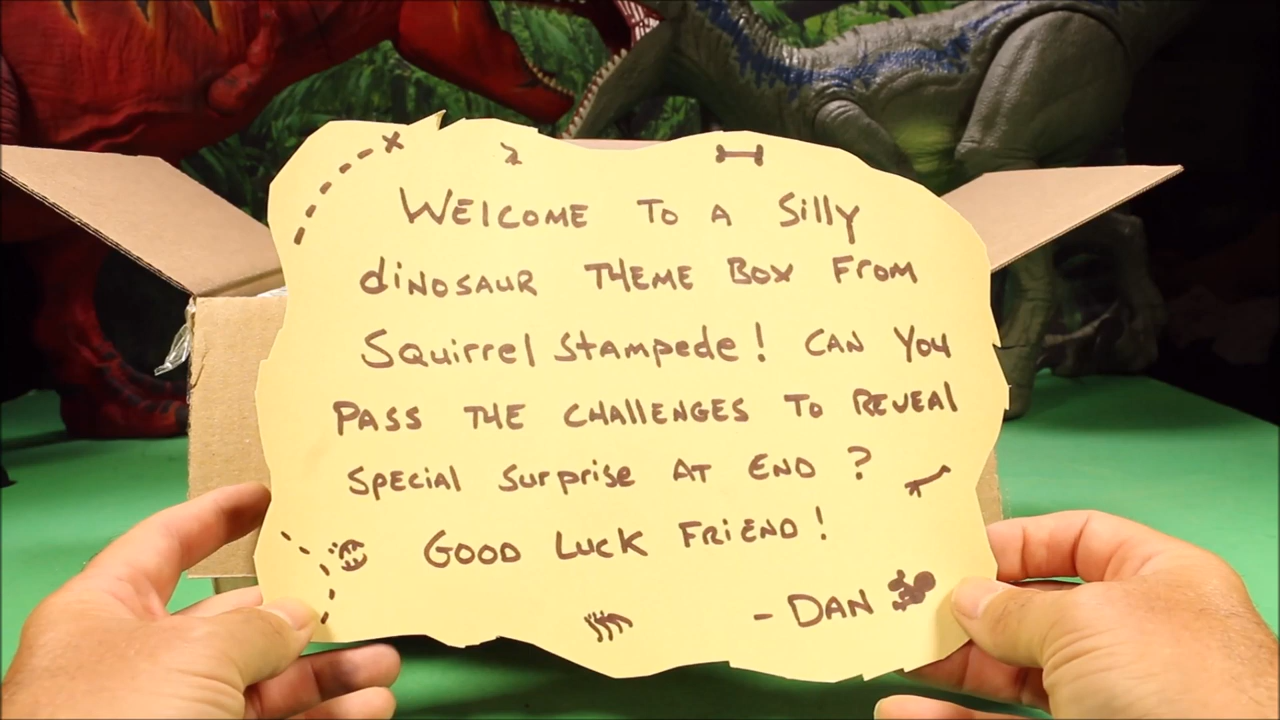 WELCOME TO A SillY
diNOSAUR THEME BOX FrOM
Squirrel Stampede! CAN YOU
PASS THE CHALLENGES TO REVEAL
SPECIAL SurpriSE AT END?
GOOD LUCK FRiEND!
- DAN